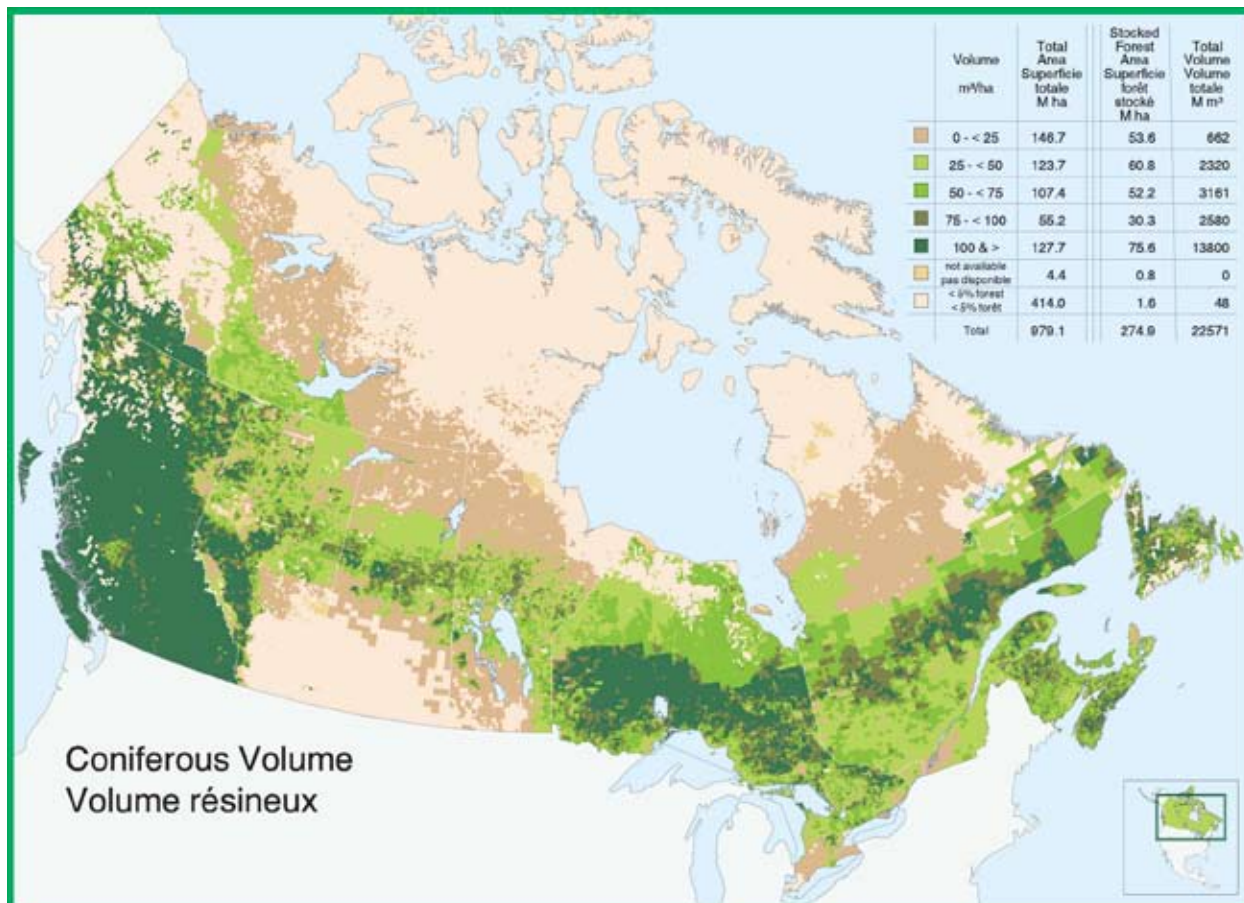 Volume
m³/ha
Total
Area
Superficie
totale
M ha
Stocked
Forest
Area
Superficie
forêt
stocké
M ha
Total
Volume
Volume
totale
M m³
0 - < 25 146.7 53.6 662
25 - < 50 123.7 60.8 2320
50 - < 75 107.4 52.2 3161
75 - < 100 55.2 30.3 2580
100 & > 127.7 75.6 13800
not available
pas disponible 4.4 0.8 0
< 5% forest
< 5% forêt 414.0 1.6 48
Total 979.1 274.9 22571
Coniferous Volume
Volume résineux